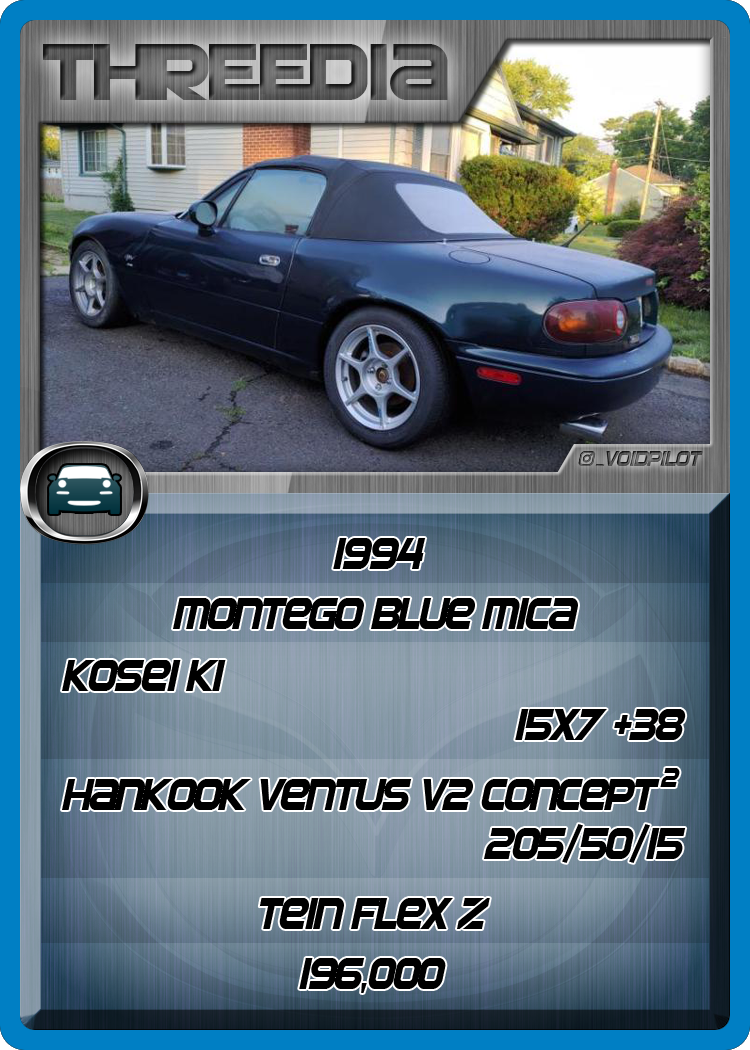 THREED1A
@_VOIDPILOT
1994
MONTEGO BLUE MICA
KOSEI K1
15X7 +38
HANKOOK VENTUS V2 CONCEPT²
205/50/15
TEIN FLEX Z
196,000